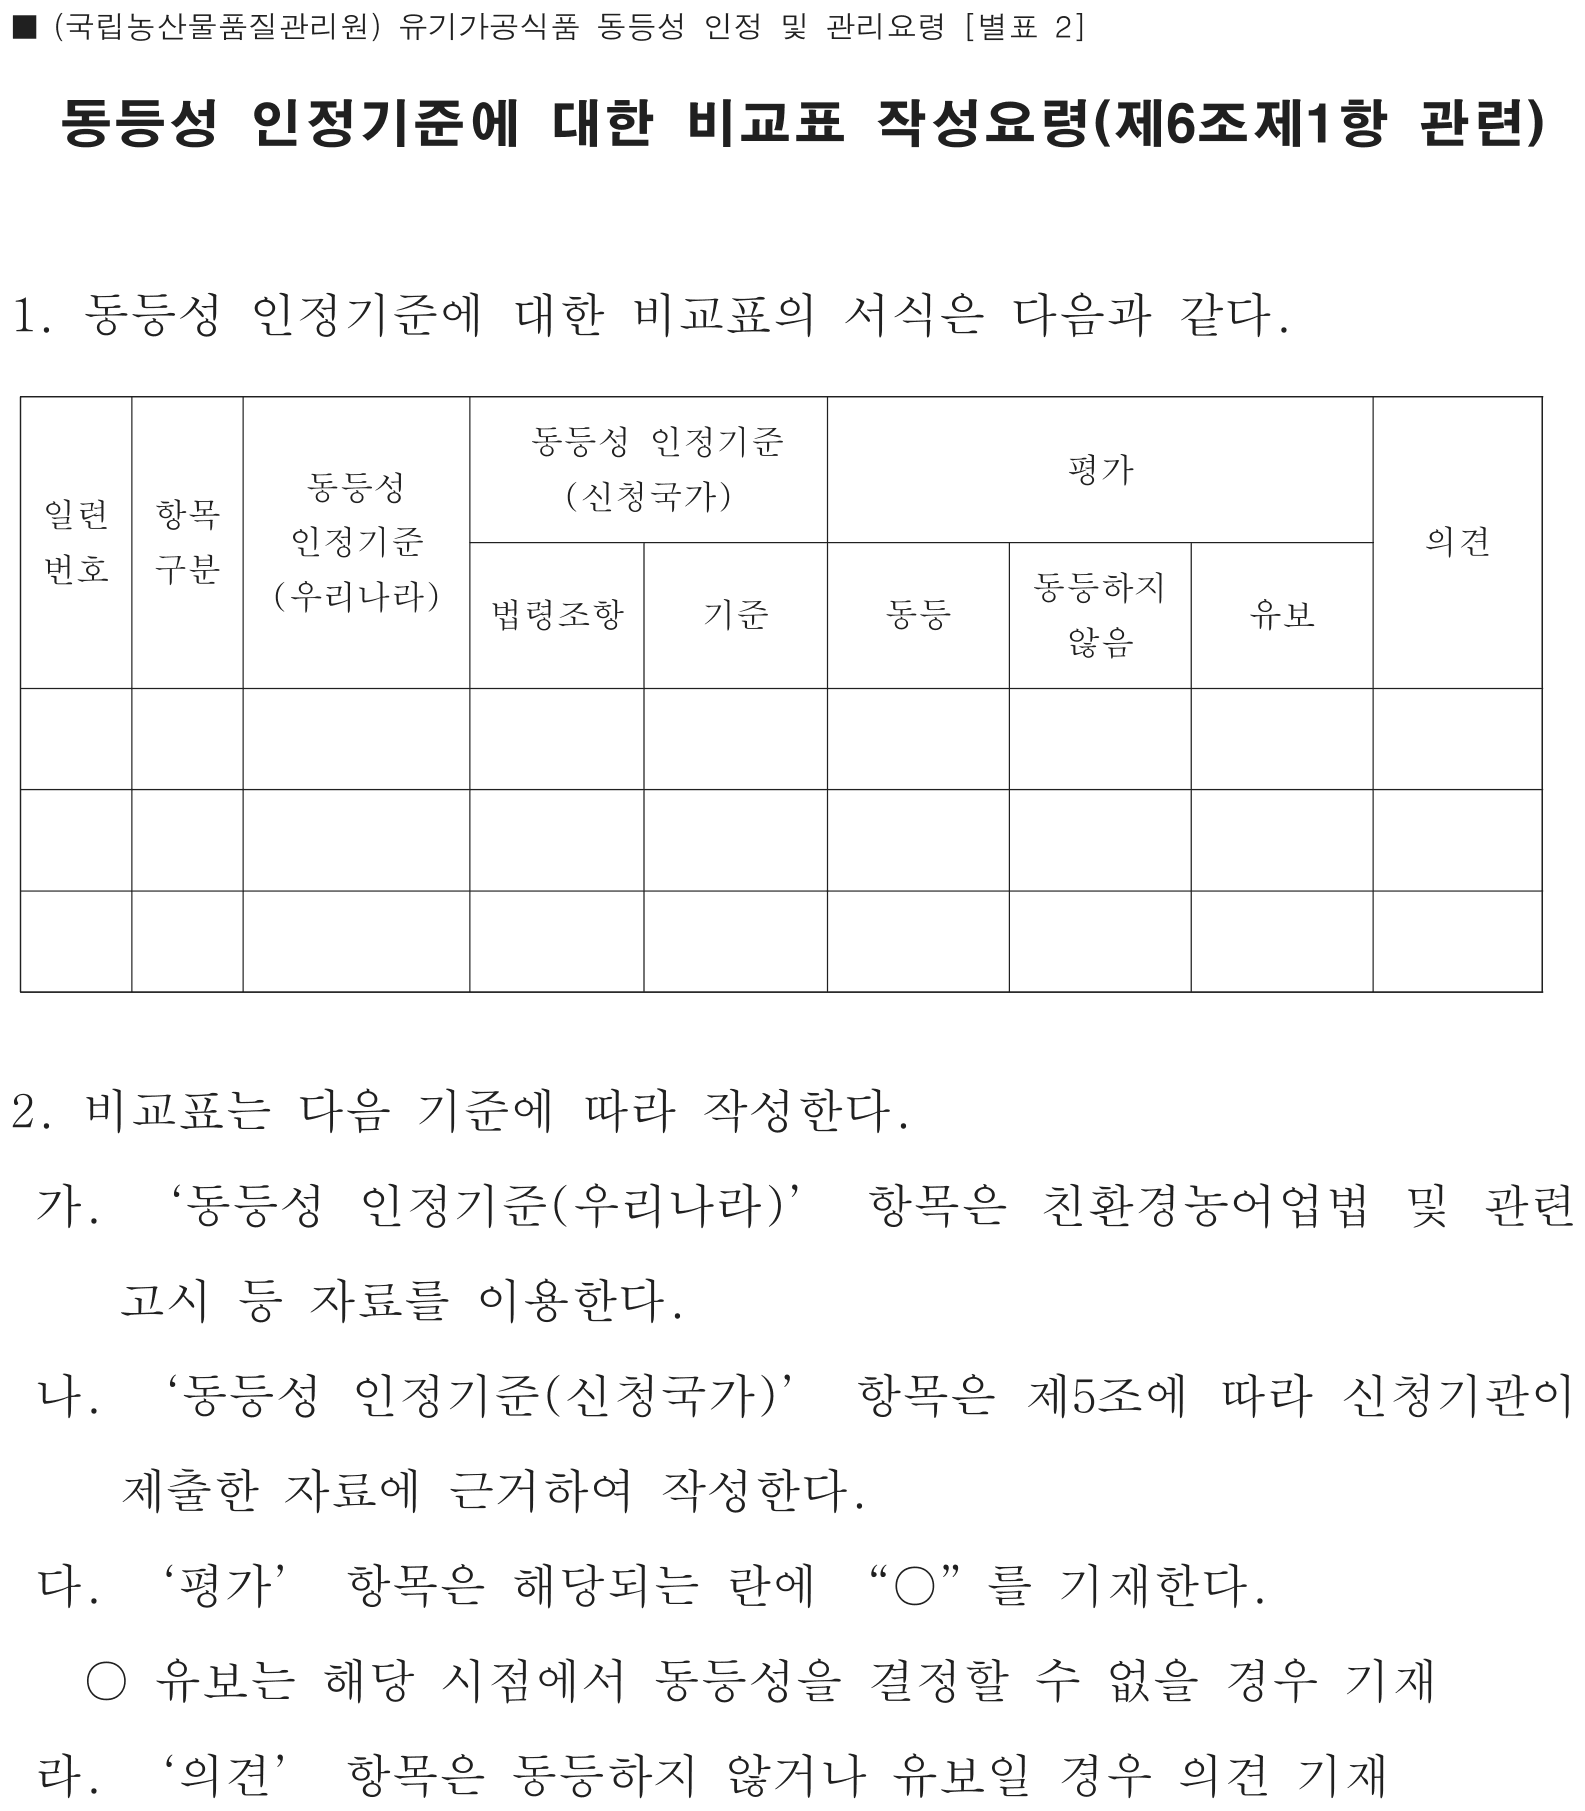 ■ (국립농산물품질관리원) 유기가공식품 동등성 인정 및 관리요령 [별표 2]
동등성 인정기준에 대한 비교표 작성요령(제6조제1항 관련)
1. 동등성 인정기준에 대한 비교표의 서식은 다음과 같다.
일련
번호
항목
구분
동등성
인정기준
(우리나라)
동등성 인정기준
(신청국가)
평가
의견
법령조항
기준
동등
동등하지
않음
유보
2. 비교표는 다음 기준에 따라 작성한다.
가. ‘동등성 인정기준(우리나라)’ 항목은 친환경농어업법 및 관련
고시 등 자료를 이용한다.
나. ‘동등성 인정기준(신청국가)’ 항목은 제5조에 따라 신청기관이
제출한 자료에 근거하여 작성한다.
다. ‘평가’ 항목은 해당되는 란에 “○”를 기재한다.
○ 유보는 해당 시점에서 동등성을 결정할 수 없을 경우 기재
라. ‘의견’ 항목은 동등하지 않거나 유보일 경우 의견 기재